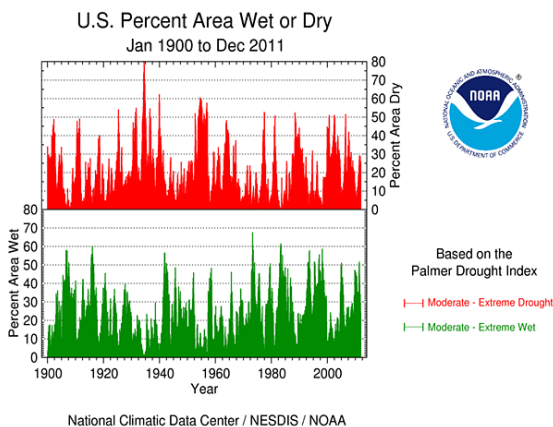 U.S. Percent Area Wet or Dry
Jan 1900 to Dec 2011
80
70
60
50
40
30
20
10
0
Percent Area Dry
80
70
60
50
40
30
20
10
0
Percent Area Wet
1900 1920 1940 1960 1980 2000
Year
National Climatic Data Center / NESDIS / NOAA
NATIONAL OCEANIC AND ATMOSPHERIC ADMINISTRATION
®
NOAA
U.S. DEPARTMENT OF COMMERCE
Based on the
Palmer Drought Index
Moderate - Extreme Drought
Moderate - Extreme Wet